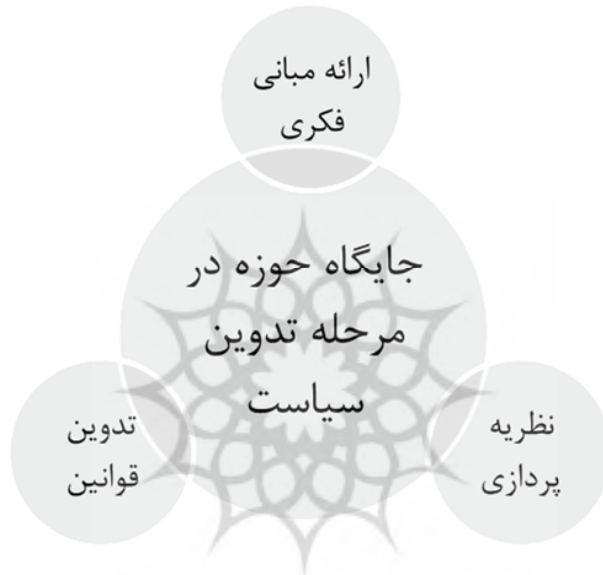 ارائه مبانی
فکری
جایگاه حوزه در
مرحله تدوین
سیاست
نظریه
پردازی
تدوین
قوانین